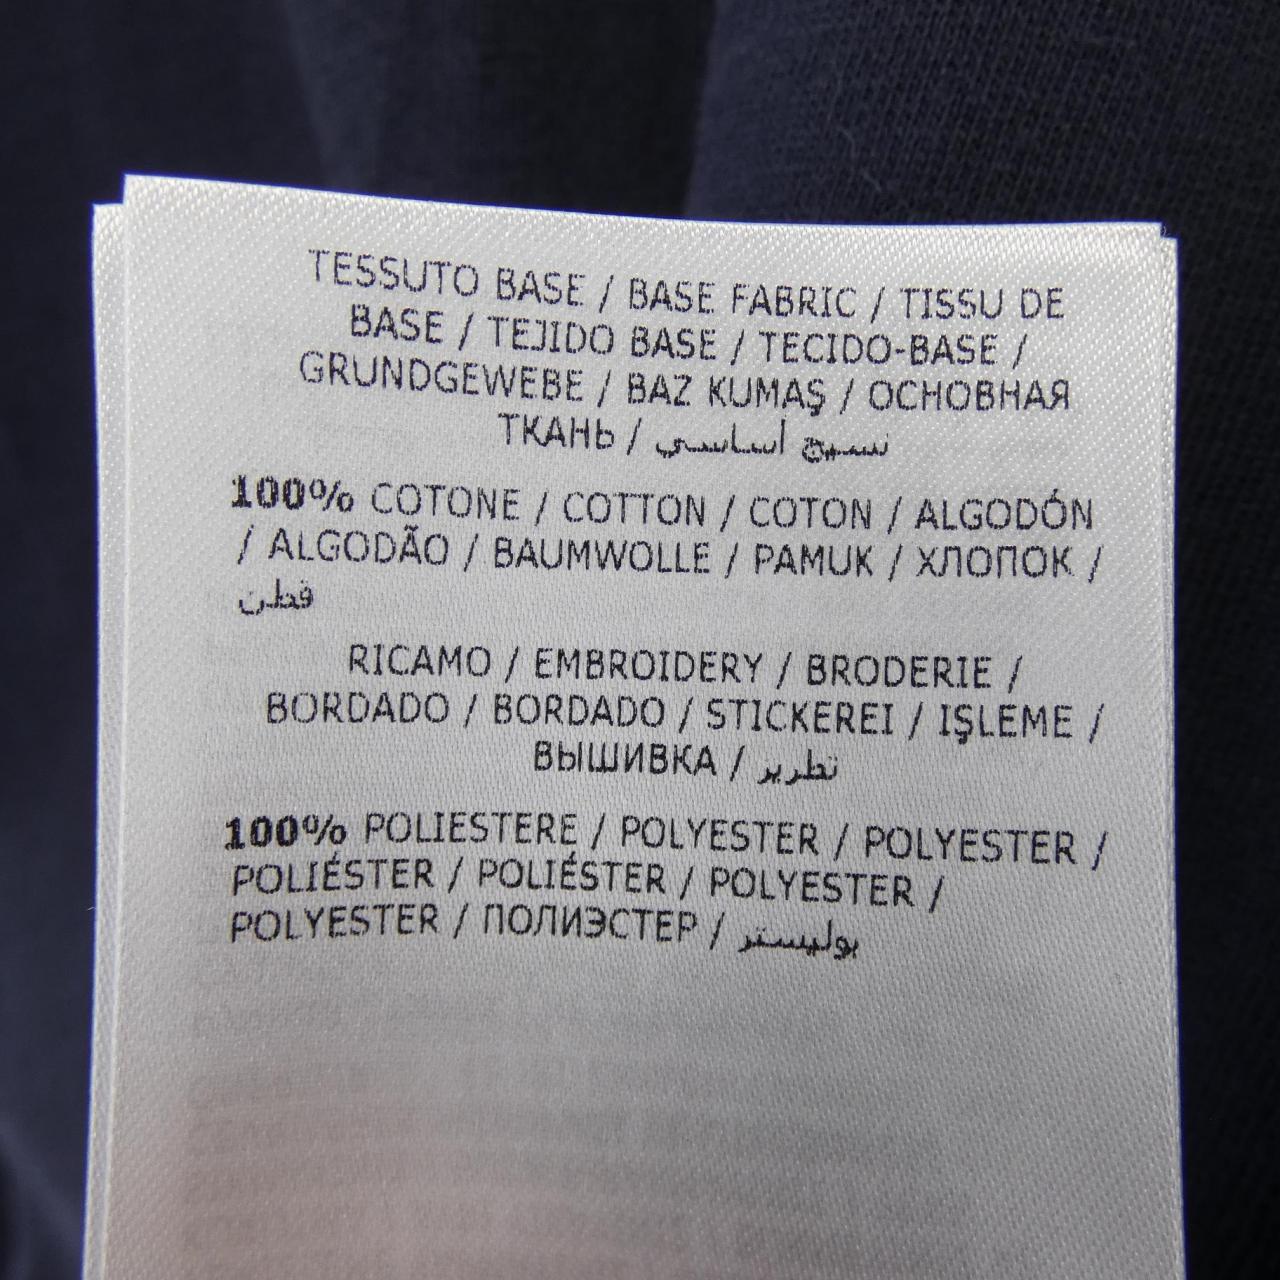 TESSUTO BASE / BASE FABRIC / TISSU DE
BASE / TEJIDO BASE / TECIDO-BASE /
GRUNDGEWEBE / BAZ KUMAŞ / ОСНОВНАЯ
ТКАНЬ / نسيج أساسي
100% COTONE / COTTON / COTON / ALGODÓN
/ ALGODÃO / BAUMWOLLE / PAMUK / ХЛОПОК /
قطن
RICAMO / EMBROIDERY / BRODERIE /
BORDADO / BORDADO / STICKEREI / IŞLEME /
ВЫШИВКА / تطريز
100% POLIESTERE / POLYESTER / POLYESTER /
POLIÉSTER / POLIÉSTER / POLYESTER /
POLYESTER / ПОЛИЭСТЕР / بوليستر